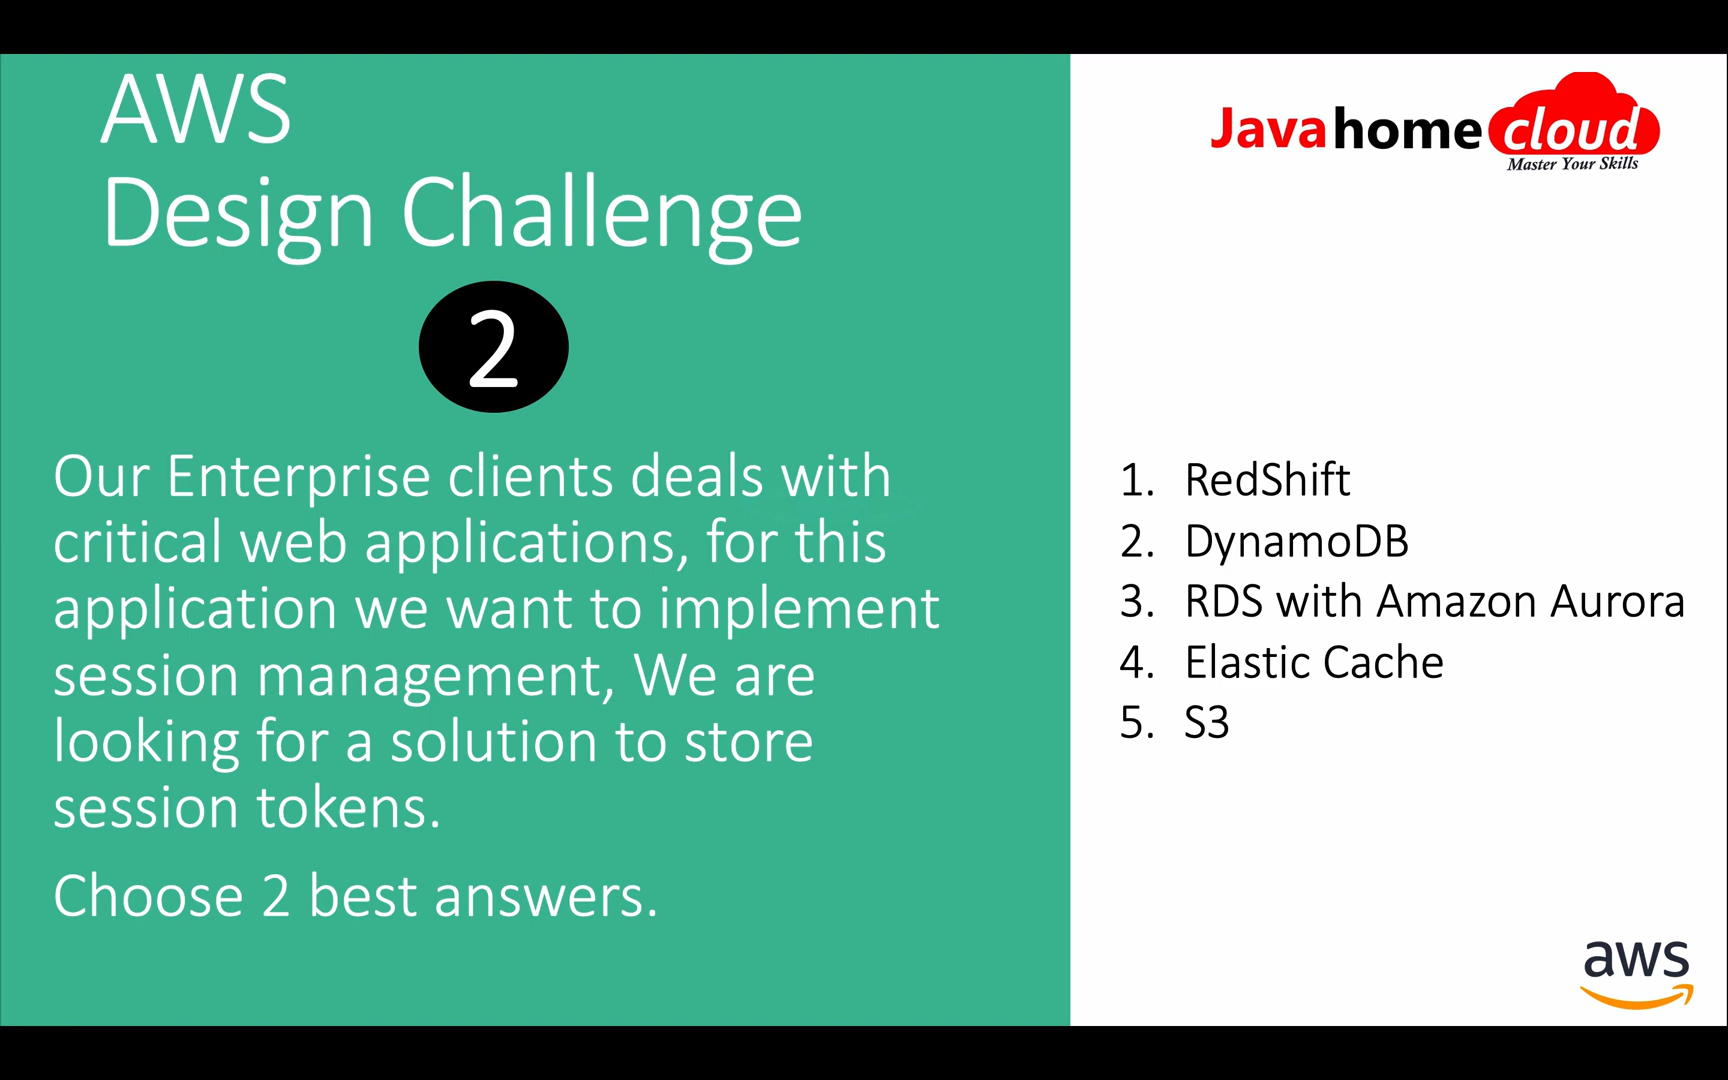 AWS
Design Challenge
2
Our Enterprise clients deals with
critical web applications, for this
application we want to implement
session management, We are
looking for a solution to store
session tokens.
Choose 2 best answers.
Javahome cloud
Master Your Skills
1. RedShift
2. DynamoDB
3. RDS with Amazon Aurora
4. Elastic Cache
5. S3
aws